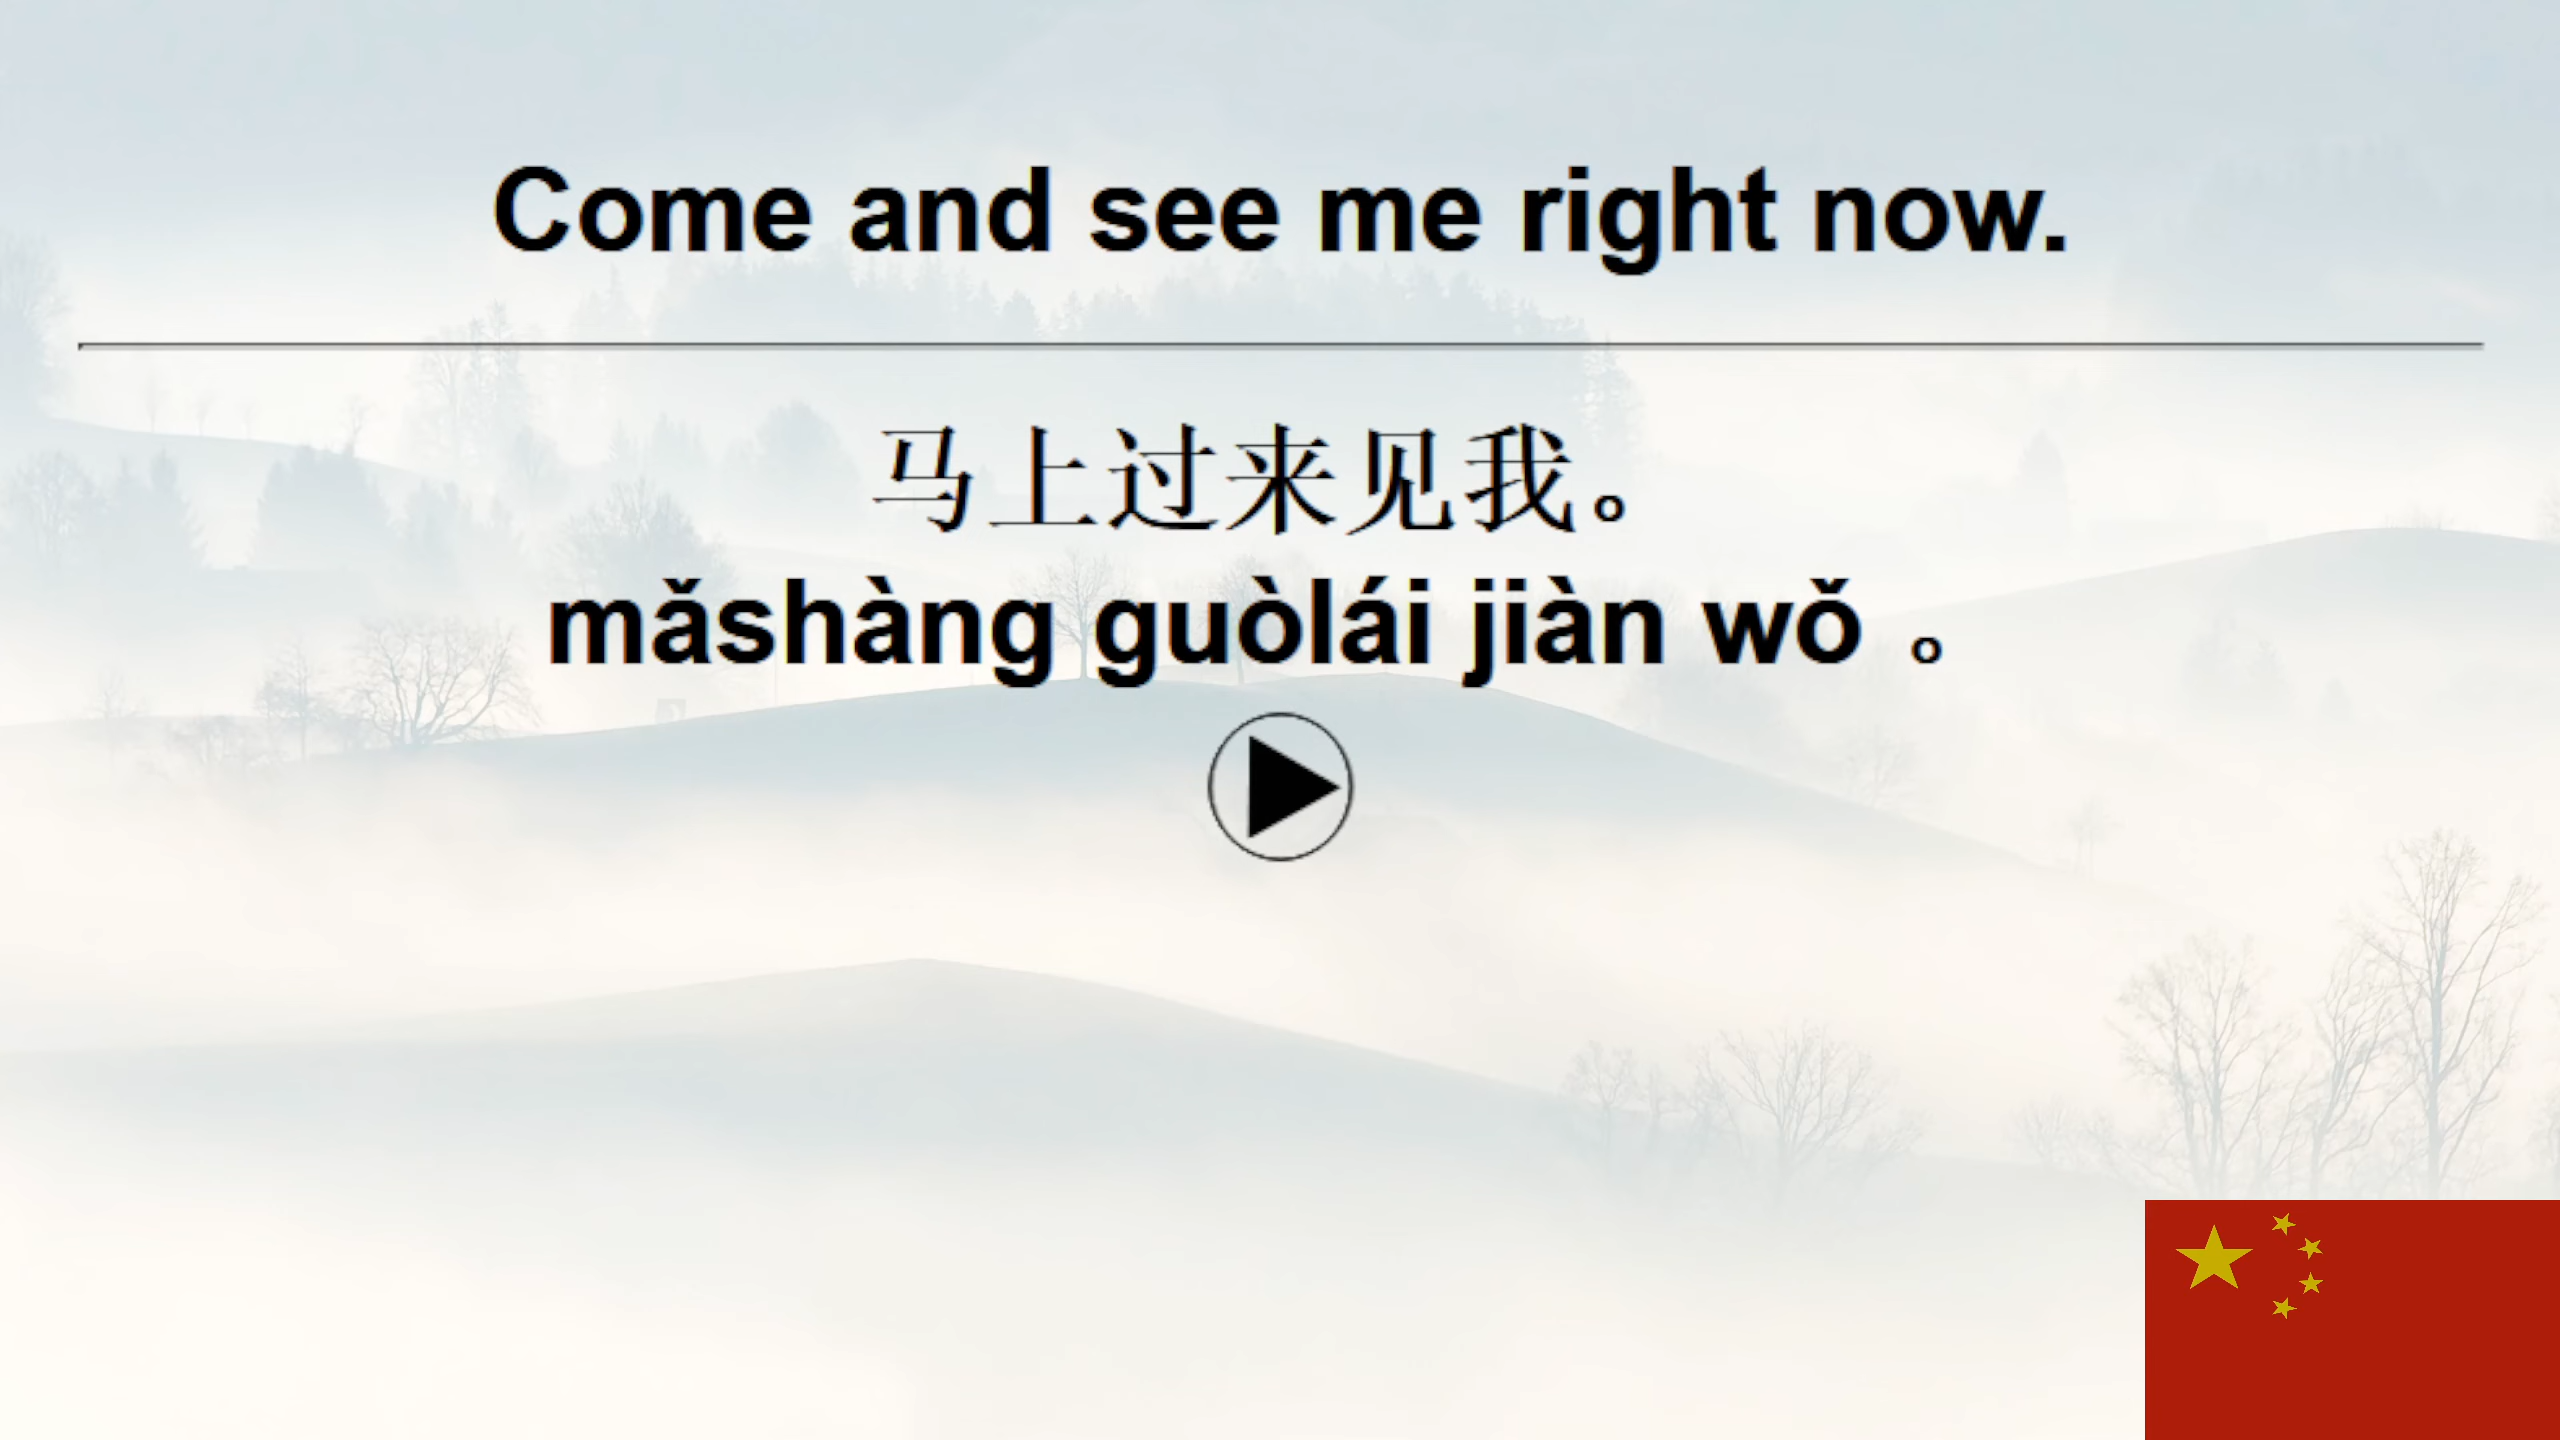 Come and see me right now.
马上过来见我。
mǎshàng guòlái jiàn wǒ 。